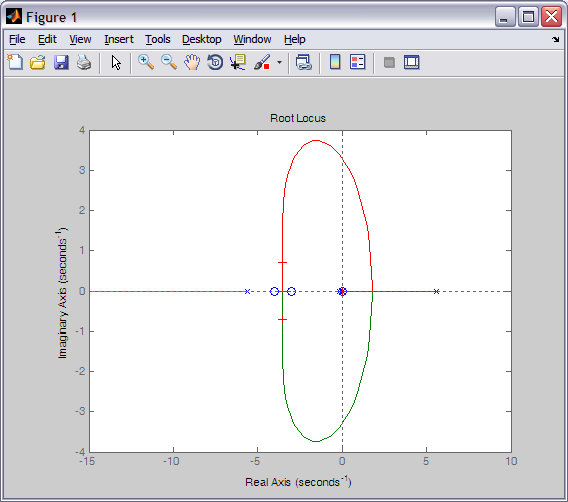 Figure 1
File Edit View Insert Tools Desktop Window Help
Root Locus
4
3
2
1
0
-1
-2
-3
-4
Imaginary Axis (seconds⁻¹)
-15 -10 -5 0 5 10
Real Axis (seconds⁻¹)